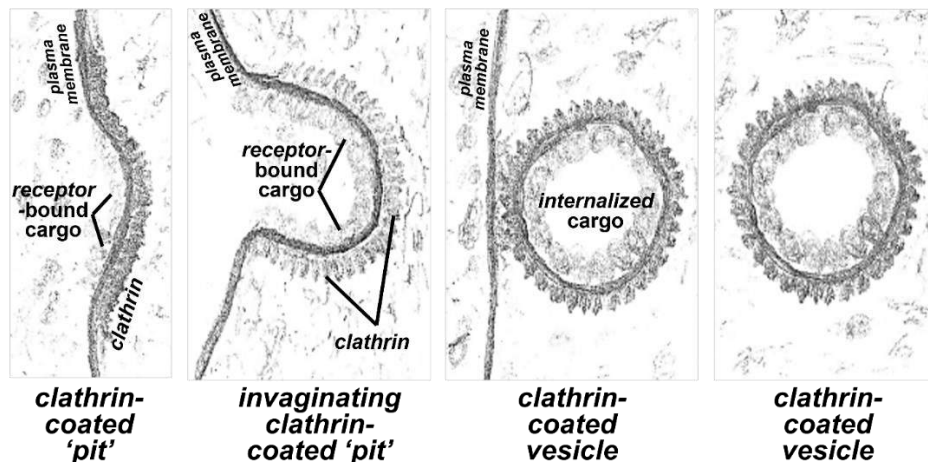 plasma
membrane
receptor
-bound
cargo
clathrin
clathrin-
coated
‘pit’
plasma
membrane
receptor-
bound
cargo
clathrin
invaginating
clathrin-
coated ‘pit’
plasma
membrane
internalized
cargo
clathrin-
coated
vesicle
clathrin-
coated
vesicle